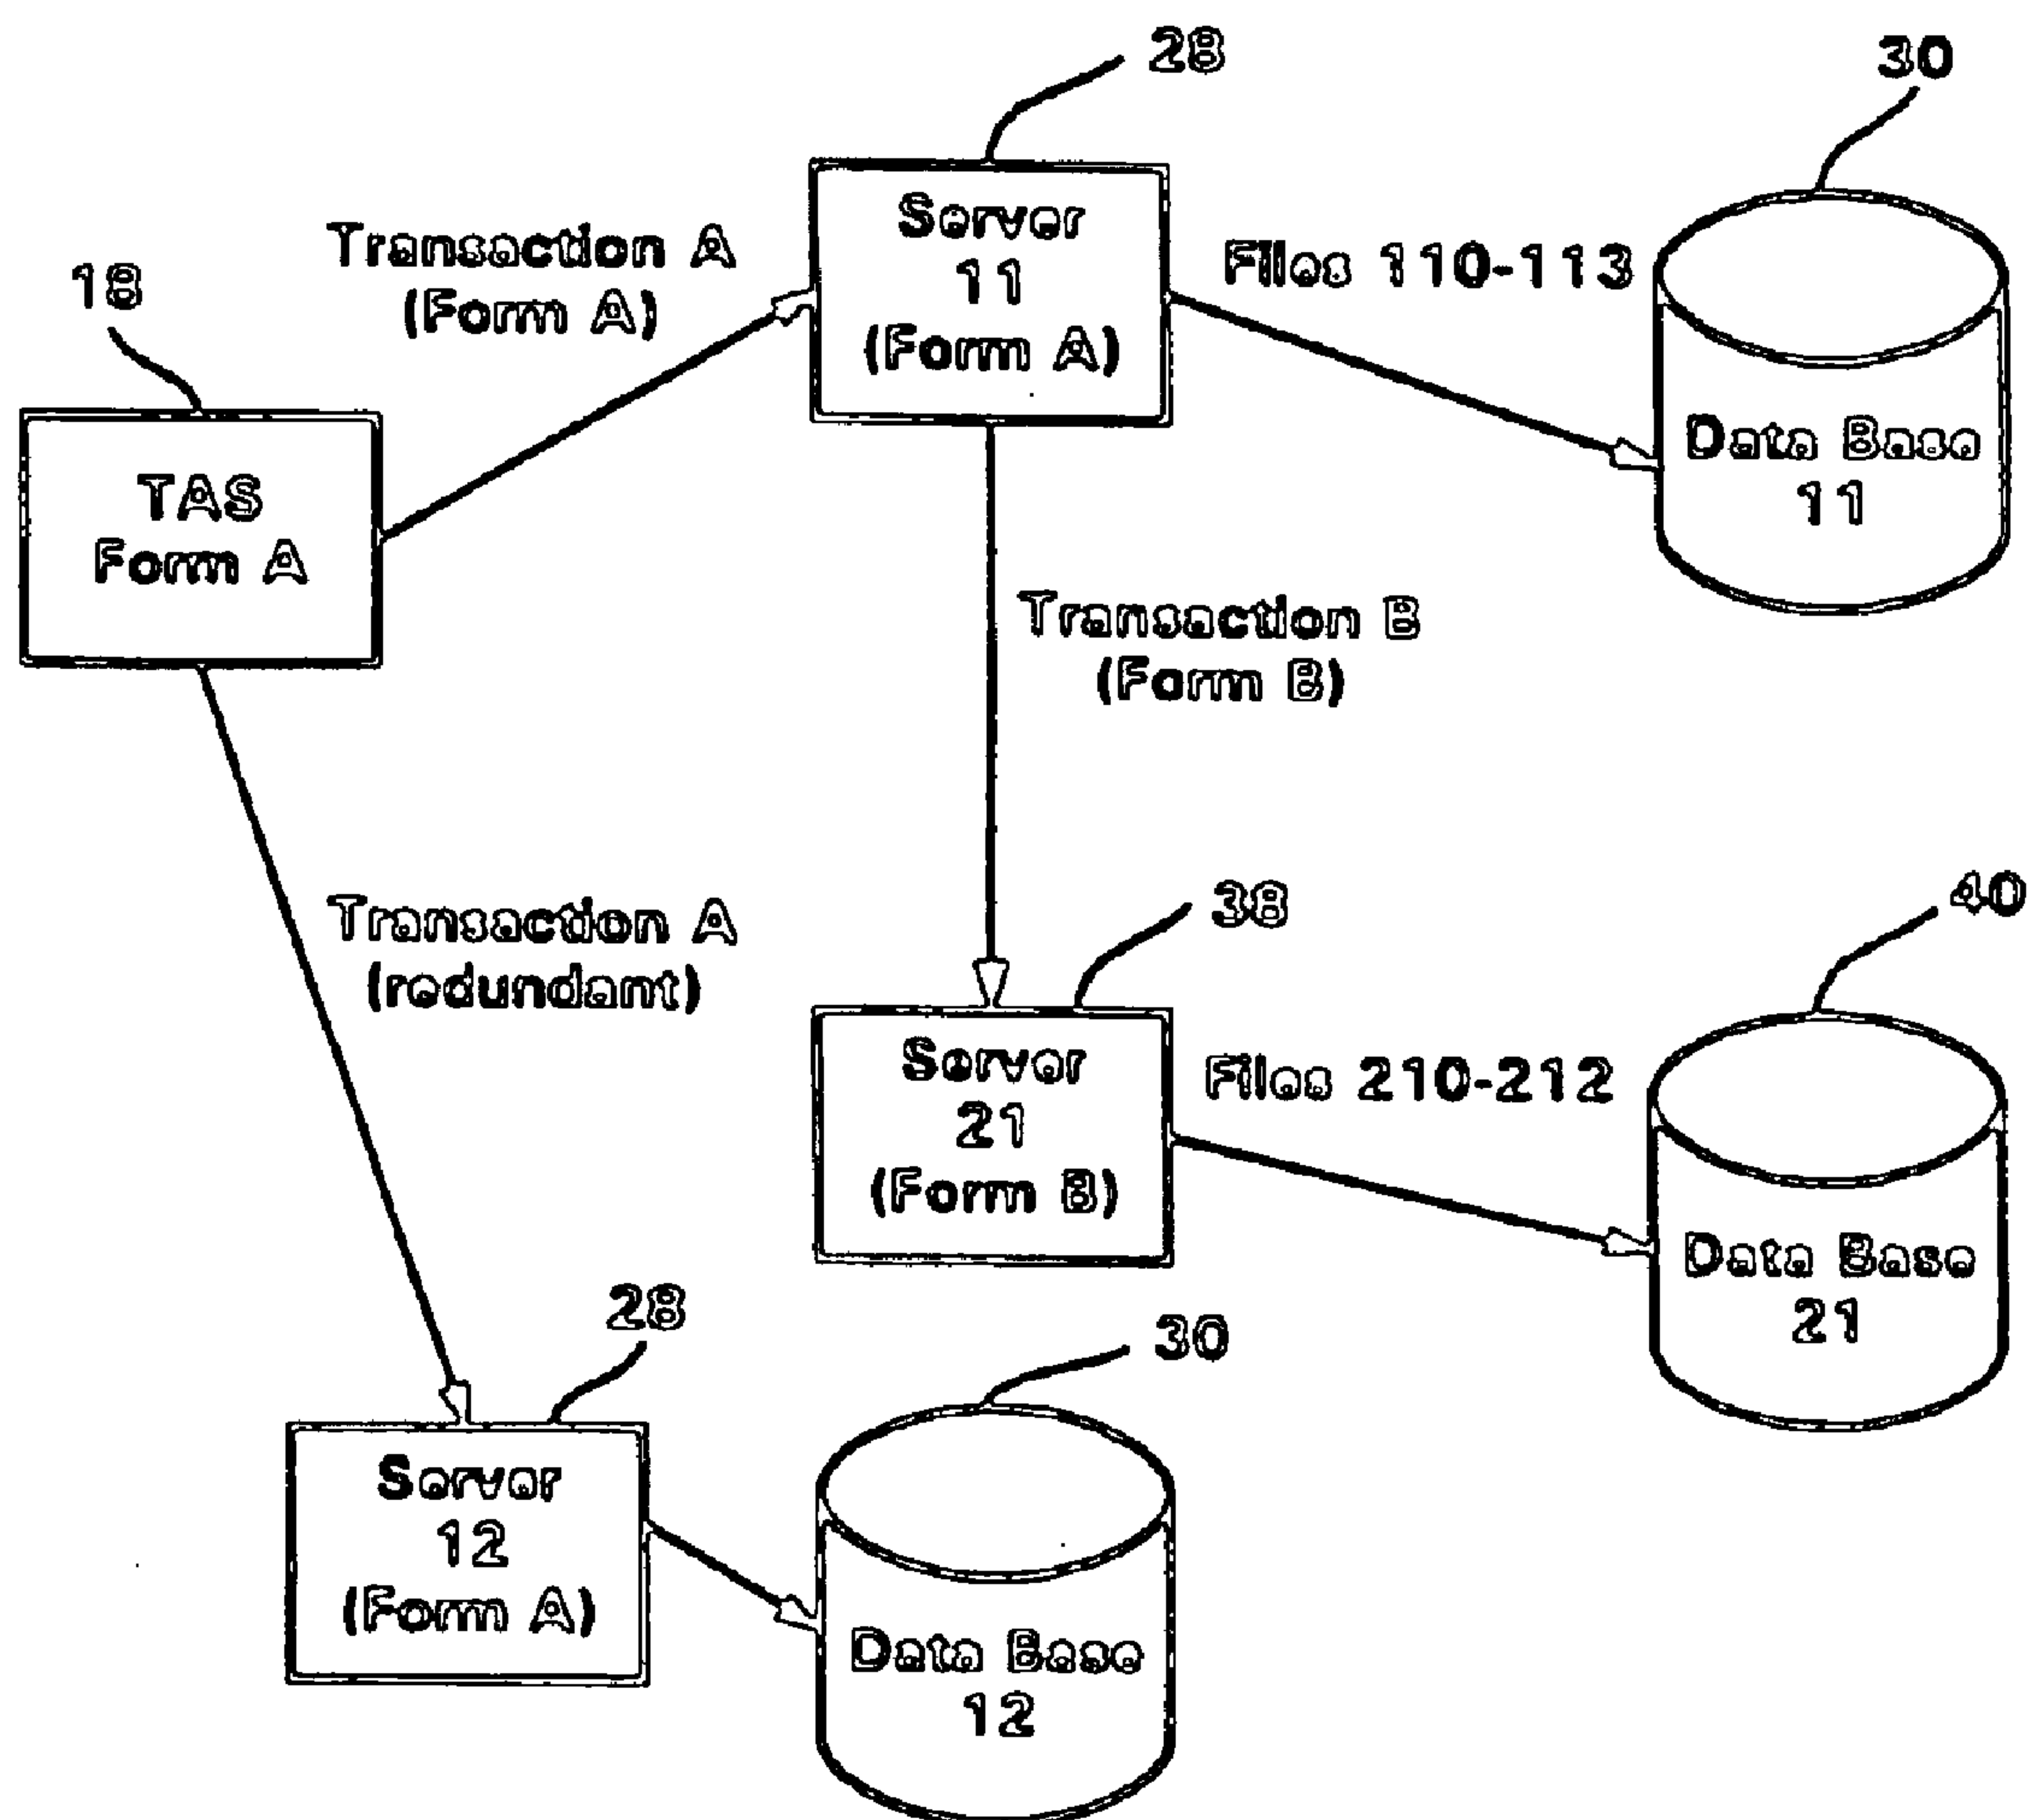 28
30
Server
11
(Form A)
Transaction A
(Form A)
Files 110-113
18
Data Base
11
TAS
Form A
Transaction B
(Form B)
Transaction A
(redundant)
38
40
Server
21
(Form B)
Files 210-212
Data Base
21
28
30
Server
12
(Form A)
Data Base
12